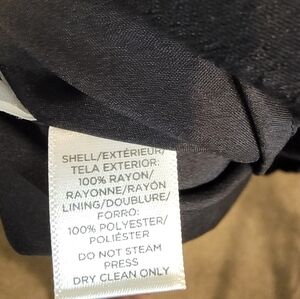 SHELL/EXTÉRIEUR/
TELA EXTERIOR:
100% RAYON/
RAYONNE/RAYÓN
LINING/DOUBLURE/
FORRO:
100% POLYESTER/
POLIÉSTER
DO NOT STEAM
PRESS
DRY CLEAN ONLY